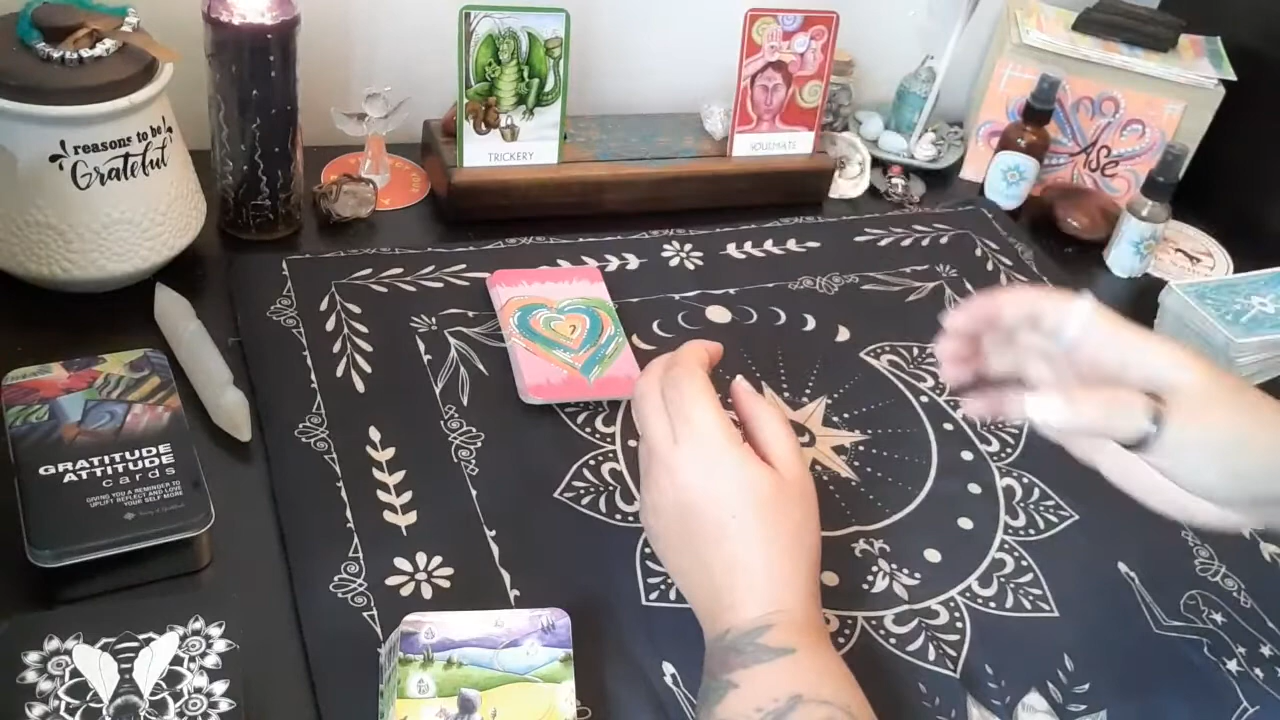 reasons to be
Grateful
TRICKERY
SOULMATE
Ase
GRATITUDE
ATTITUDE
cards
GIVING YOU A REMINDER TO
UPLIFT REFLECT AND LOVE
YOUR SELF MORE